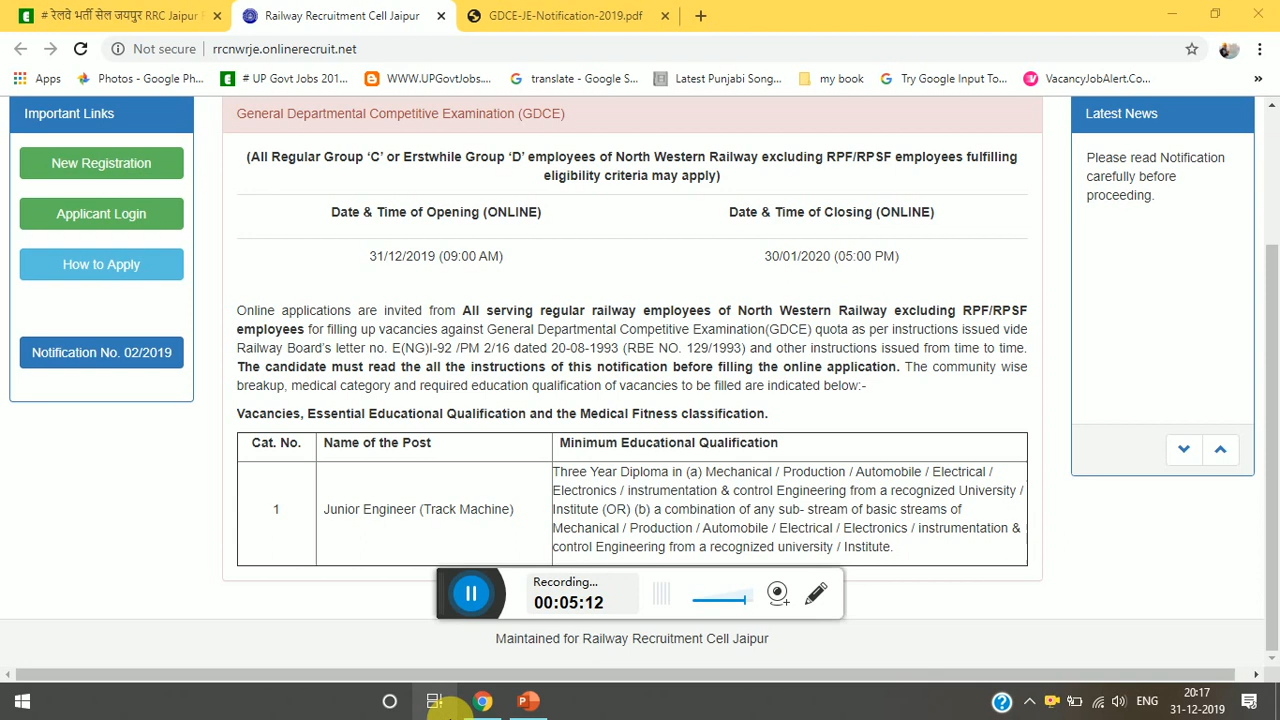 # रेलवे भर्ती सेल जयपुर RRC Jaipur
Railway Recruitment Cell Jaipur
GDCE-JE-Notification-2019.pdf
Not secure
rrcnwrje.onlinerecruit.net
Apps
Photos - Google Ph...
# UP Govt Jobs 201...
WWW.UPGovtJobs....
translate - Google S...
Latest Punjabi Song...
my book
Try Google Input To...
VacancyJobAlert.Co...
Important Links
New Registration
Applicant Login
How to Apply
Notification No. 02/2019
General Departmental Competitive Examination (GDCE)
(All Regular Group ‘C’ or Erstwhile Group ‘D’ employees of North Western Railway excluding RPF/RPSF employees fulfilling
eligibility criteria may apply)
Date & Time of Opening (ONLINE)
Date & Time of Closing (ONLINE)
31/12/2019 (09:00 AM)
30/01/2020 (05:00 PM)
Online applications are invited from All serving regular railway employees of North Western Railway excluding RPF/RPSF
employees for filling up vacancies against General Departmental Competitive Examination(GDCE) quota as per instructions issued vide
Railway Board's letter no. E(NG)I-92 /PM 2/16 dated 20-08-1993 (RBE NO. 129/1993) and other instructions issued from time to time.
The candidate must read the all the instructions of this notification before filling the online application. The community wise
breakup, medical category and required education qualification of vacancies to be filled are indicated below:-
Vacancies, Essential Educational Qualification and the Medical Fitness classification.
Cat. No.
Name of the Post
Minimum Educational Qualification
1
Junior Engineer (Track Machine)
Three Year Diploma in (a) Mechanical / Production / Automobile / Electrical /
Electronics / instrumentation & control Engineering from a recognized University /
Institute (OR) (b) a combination of any sub- stream of basic streams of
Mechanical / Production / Automobile / Electrical / Electronics / instrumentation &
control Engineering from a recognized university / Institute.
Latest News
Please read Notification
carefully before
proceeding.
Recording...
00:05:12
Maintained for Railway Recruitment Cell Jaipur
ENG
20:17
31-12-2019